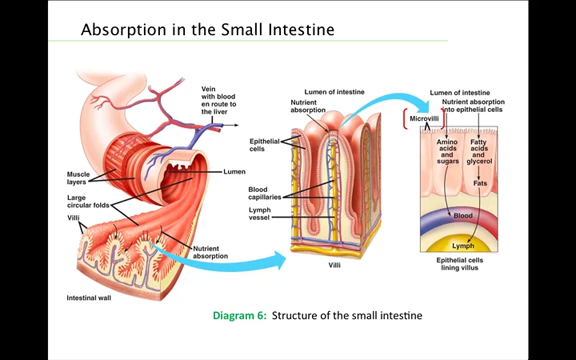 Absorption in the Small Intestine
Vein
with blood
en route to
the liver
Muscle
layers
Large
circular folds
Villi
Lumen
Nutrient
absorption
Intestinal wall
Lumen of intestine
Nutrient
absorption
Epithelial
cells
Blood
capillaries
Lymph
vessel
Villi
Lumen of intestine
Nutrient absorption
into epithelial cells
Microvilli
Amino
acids
and
sugars
Fatty
acids
and
glycerol
Fats
Blood
Lymph
Epithelial cells
lining villus
Diagram 6: Structure of the small intestine